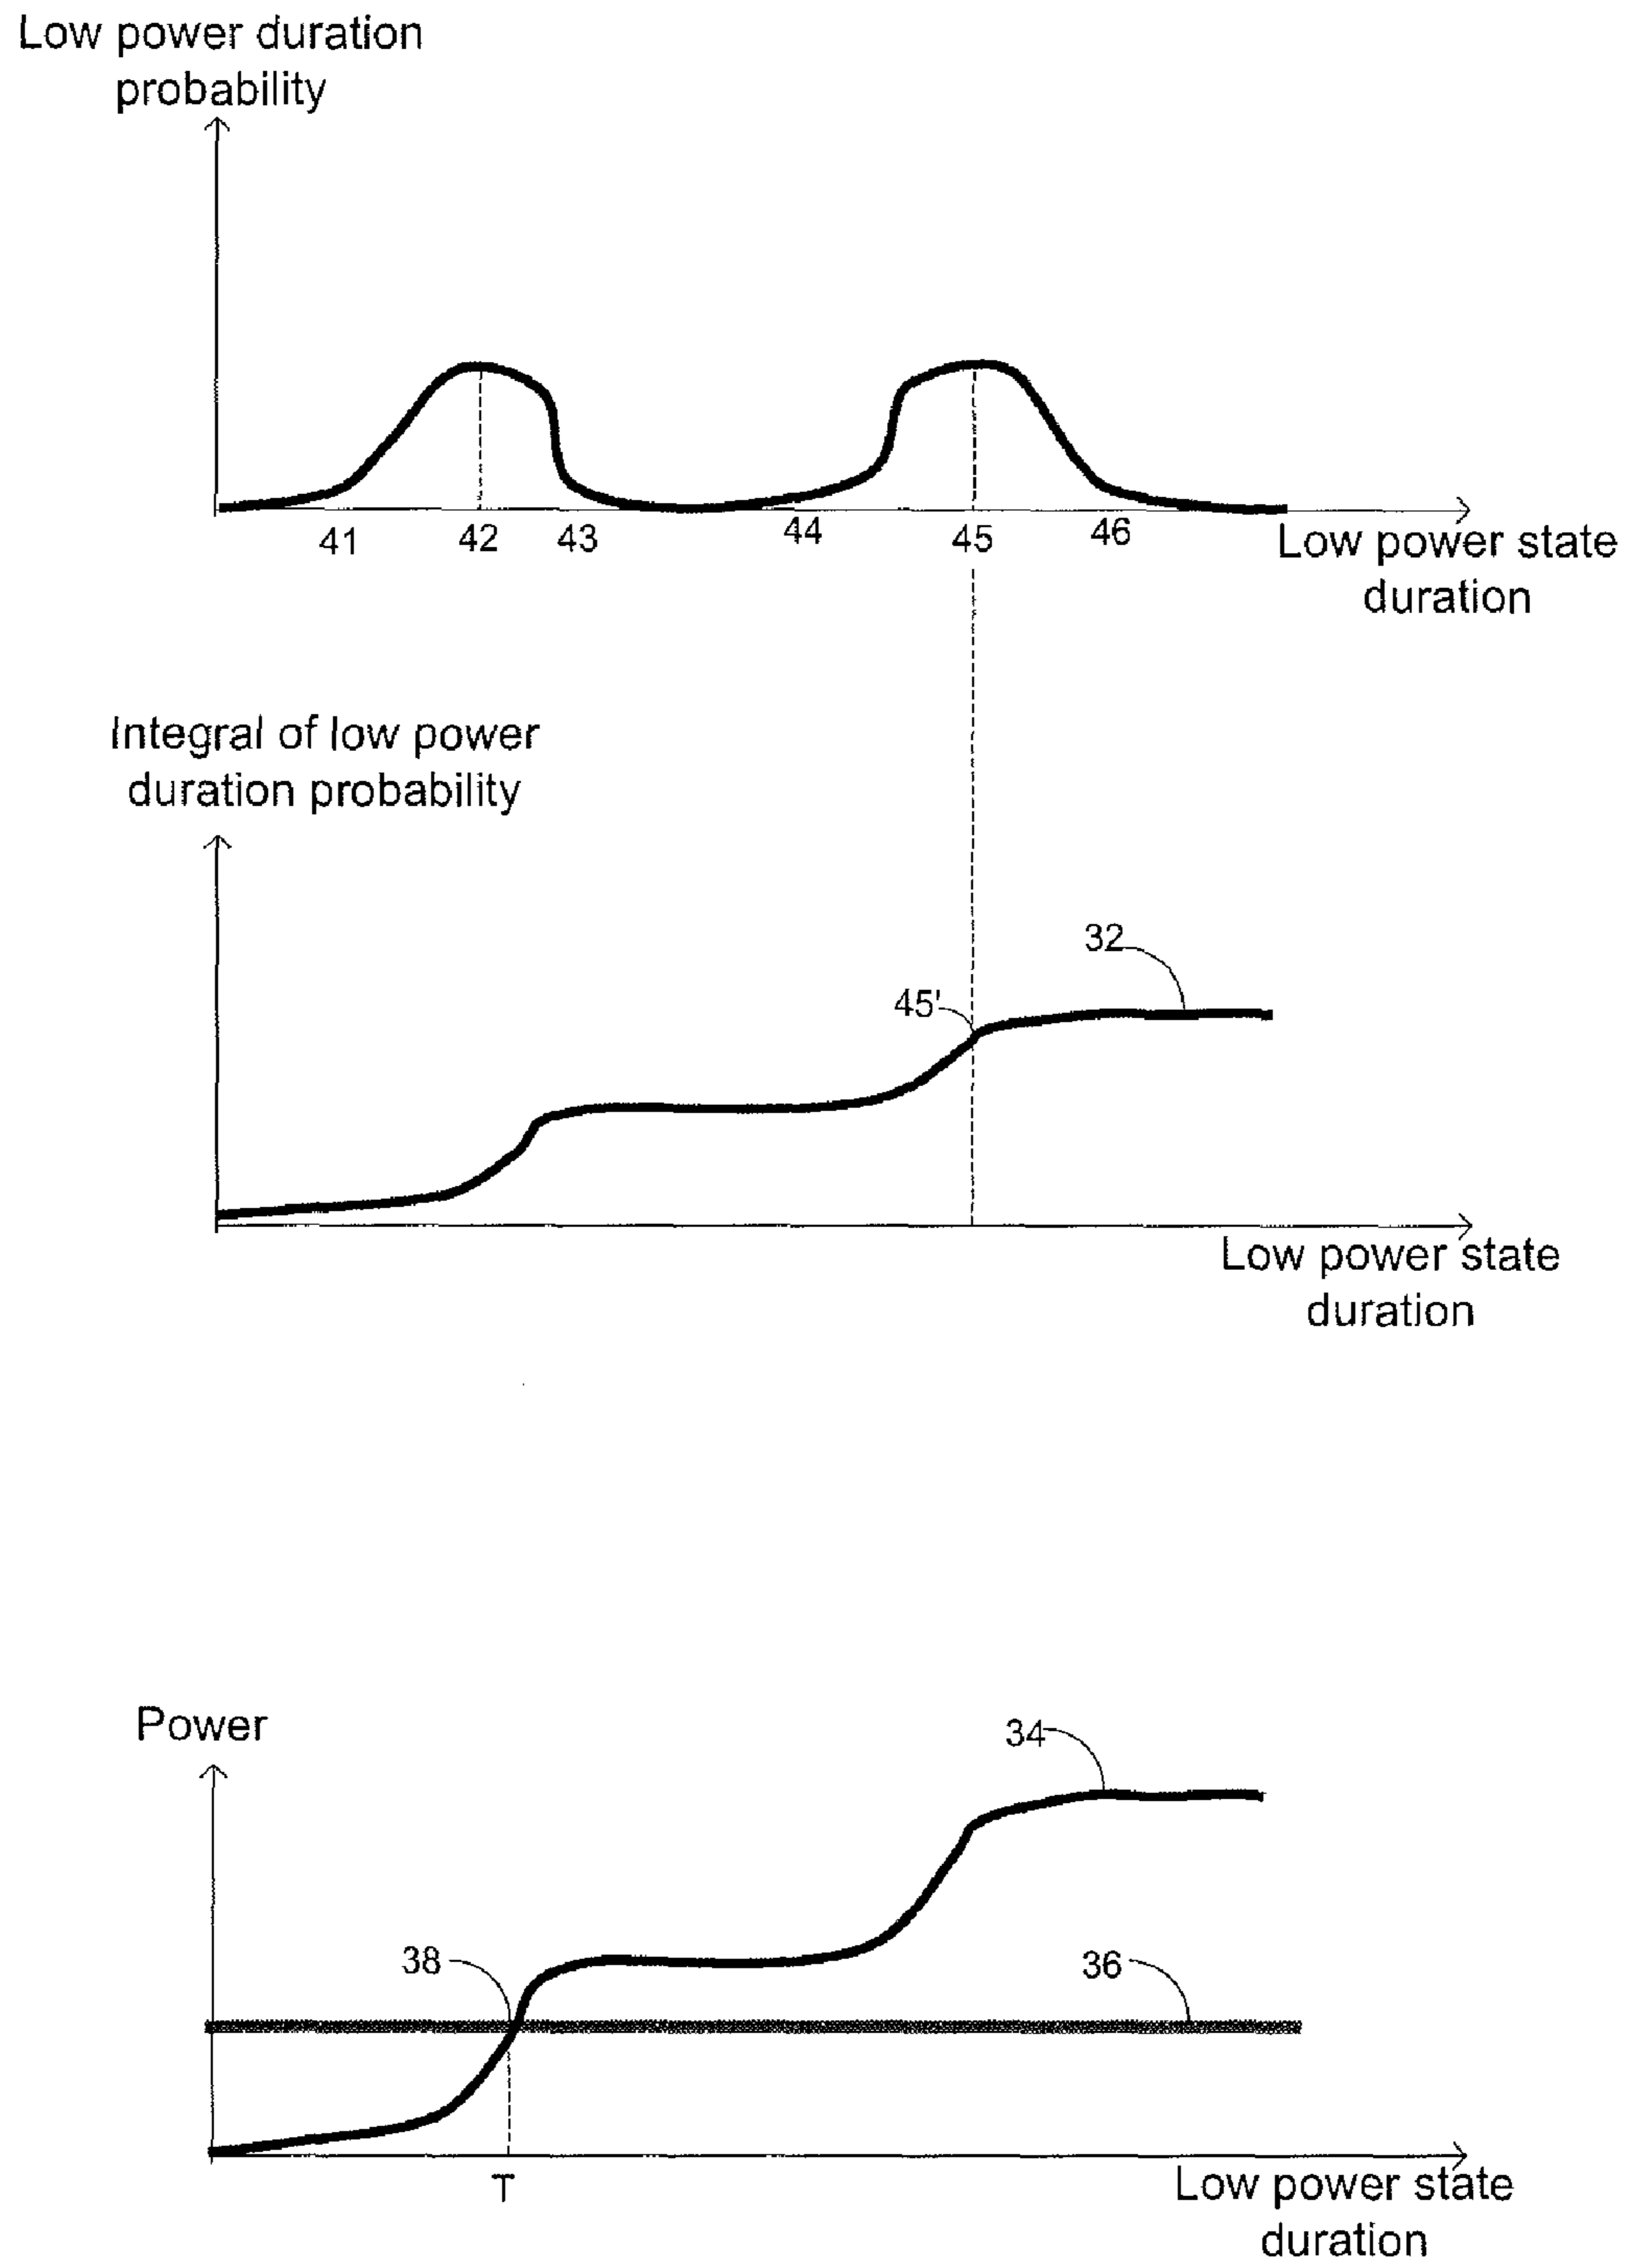 Low power duration
probability
41 42 43 44 45 46
Low power state
duration
Integral of low power
duration probability
32
45'
Low power state
duration
Power
34
38
36
T
Low power state
duration